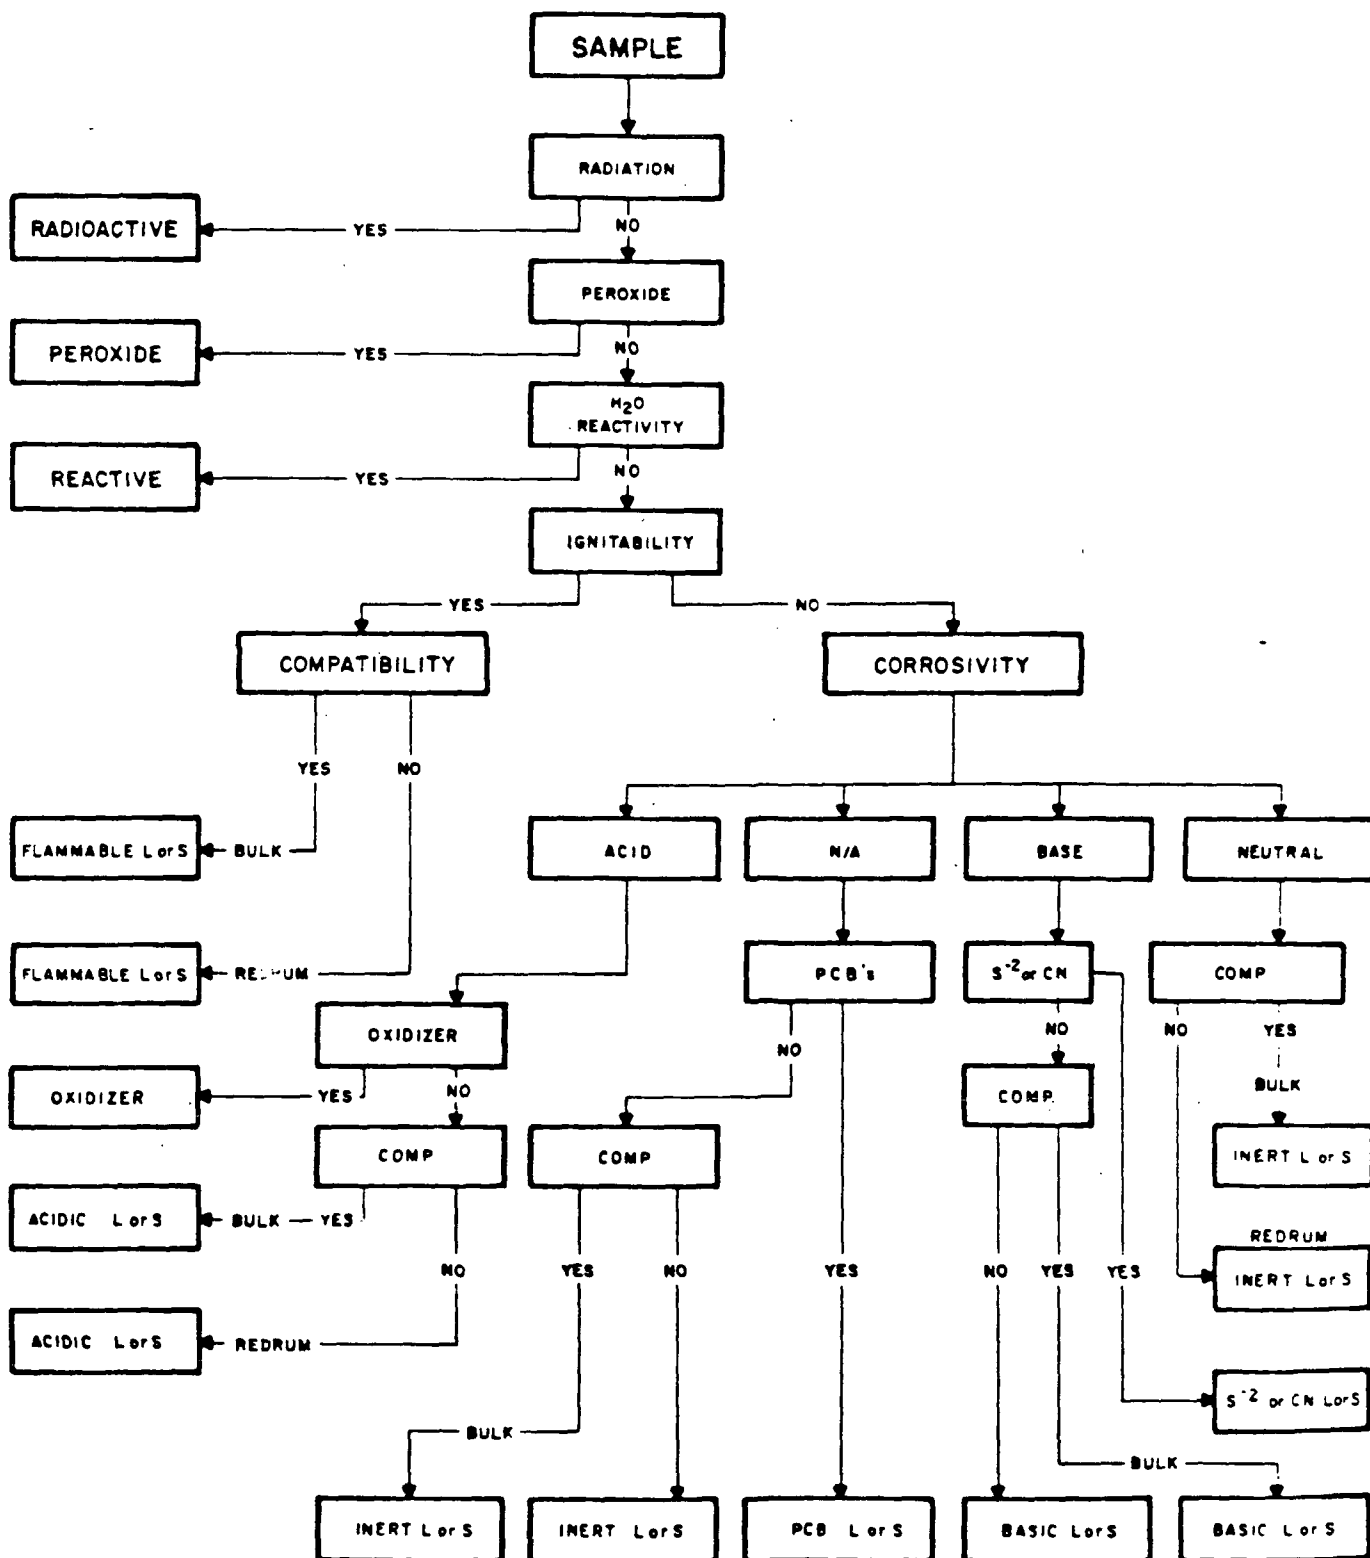 SAMPLE
RADIATION
RADIOACTIVE
YES
NO
PEROXIDE
PEROXIDE
YES
NO
H2O
REACTIVITY
REACTIVE
YES
NO
IGNITABILITY
YES
NO
COMPATIBILITY
CORROSIVITY
YES
NO
FLAMMABLE L or S
BULK
ACID
N/A
BASE
NEUTRAL
FLAMMABLE L or S
REDRUM
PCB's
S-2 or CN
COMP
OXIDIZER
NO
NO
NO
YES
OXIDIZER
YES
NO
COMP
BULK
COMP
COMP
INERT L or S
ACIDIC L or S
BULK
YES
REDRUM
INERT L or S
NO
YES
NO
YES
NO
YES
YES
ACIDIC L or S
REDRUM
S-2 or CN L or S
BULK
BULK
INERT L or S
INERT L or S
PCB L or S
BASIC L or S
BASIC L or S